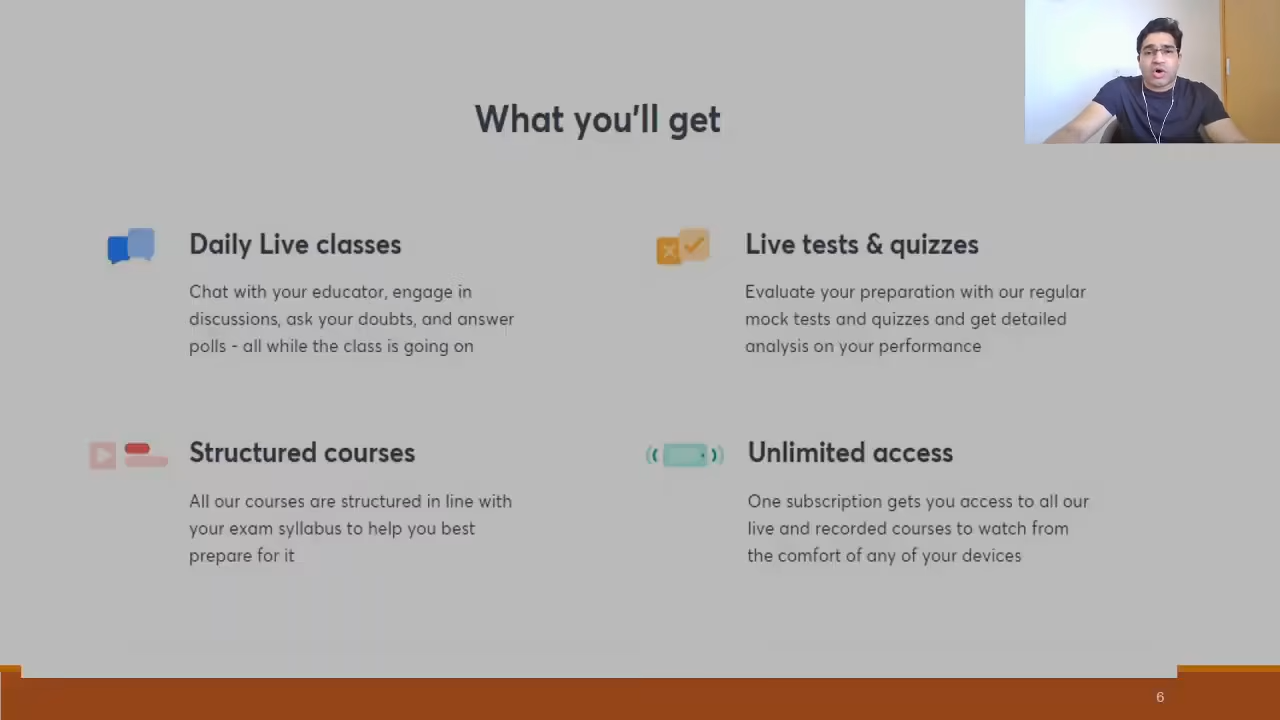 What you'll get
Daily Live classes
Chat with your educator, engage in
discussions, ask your doubts, and answer
polls - all while the class is going on
Live tests & quizzes
Evaluate your preparation with our regular
mock tests and quizzes and get detailed
analysis on your performance
Structured courses
All our courses are structured in line with
your exam syllabus to help you best
prepare for it
Unlimited access
One subscription gets you access to all our
live and recorded courses to watch from
the comfort of any of your devices
6